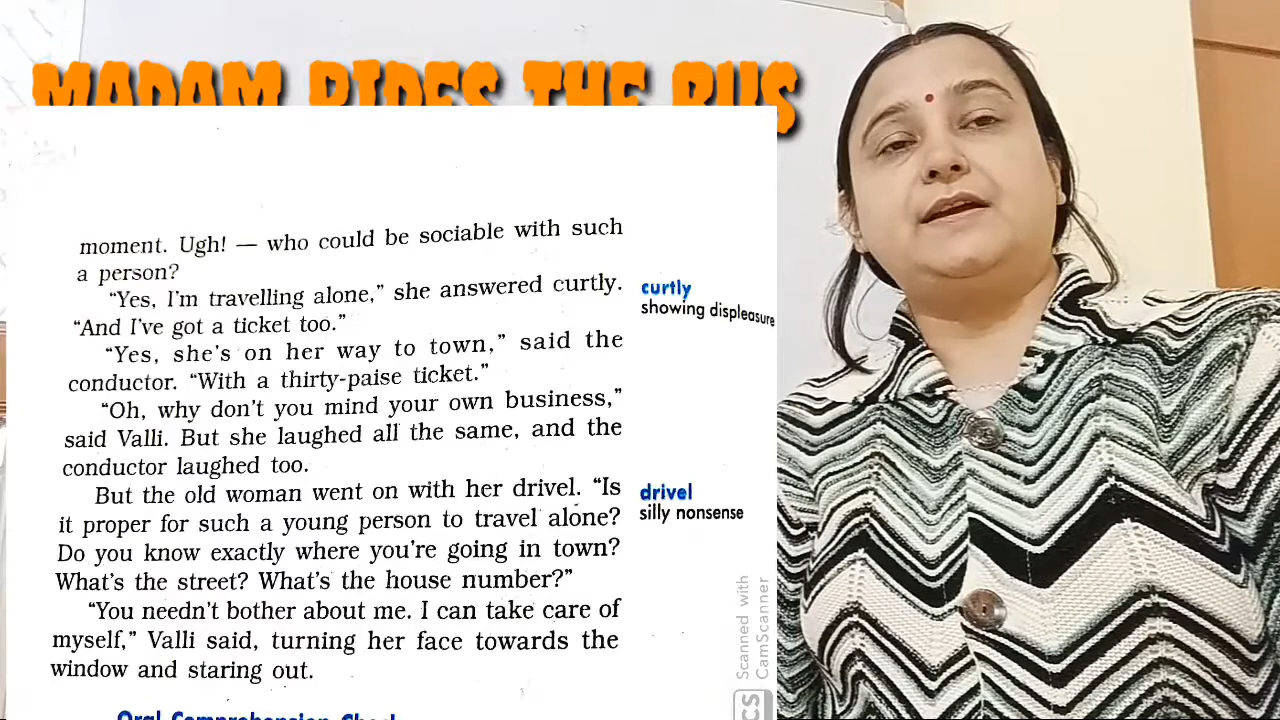 MADAM RIDES THE BUS
moment. Ugh! — who could be sociable with such
a person?
“Yes, I'm travelling alone,” she answered curtly.
“And I've got a ticket too.”
“Yes, she's on her way to town,” said the
conductor. “With a thirty-paise ticket.”
“Oh, why don't you mind your own business,”
said Valli. But she laughed all the same, and the
conductor laughed too.
But the old woman went on with her drivel. “Is
it proper for such a young person to travel alone?
Do you know exactly where you're going in town?
What's the street? What's the house number?”
“You needn't bother about me. I can take care of
myself,” Valli said, turning her face towards the
window and staring out.
Oral Comprehension Check
curtly
showing displeasure
drivel
silly nonsense
Scanned with
CamScanner
CS